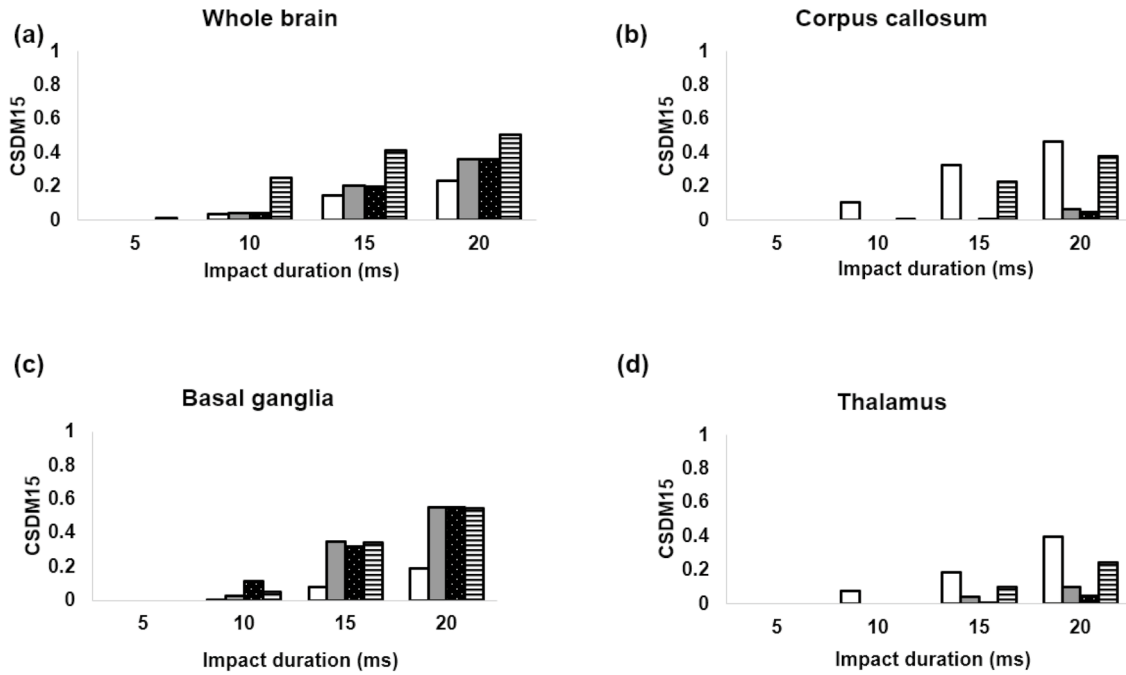 Whole brain
(a)
1
0.8
0.6
0.4
0.2
0
CSDM15
5 10 15 20
Impact duration (ms)
Corpus callosum
(b)
1
0.8
0.6
0.4
0.2
0
CSDM15
5 10 15 20
Impact duration (ms)
(c)
Basal ganglia
1
0.8
0.6
0.4
0.2
0
CSDM15
5 10 15 20
Impact duration (ms)
(d)
Thalamus
1
0.8
0.6
0.4
0.2
0
CSDM15
5 10 15 20
Impact duration (ms)